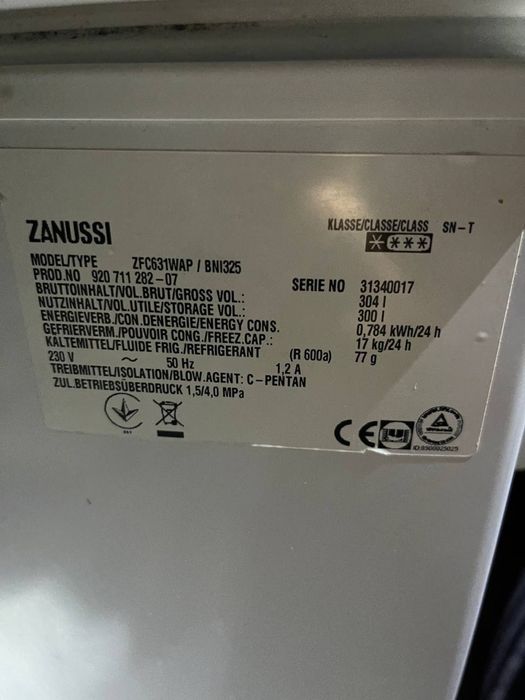 ZANUSSI
KLASSE/CLASSE/CLASS SN-T
MODEL/TYPE ZFC631WAP / BNI325
PROD.NO 920 711 282-07
SERIE NO 31340017
BRUTTOINHALT/VOL.BRUT/GROSS VOL.: 304 l
NUTZINHALT/VOL.UTILE/STORAGE VOL.: 300 l
ENERGIEVERB./CON.DENERGIE/ENERGY CONS. 0,784 kWh/24 h
GEFRIERVERM./POUVOIR CONG./FREEZ.CAP.: 17 kg/24 h
KÄLTEMITTEL/FLUIDE FRIG./REFRIGERANT (R 600a) 77 g
230 V ~ 50 Hz 1,2 A
TREIBMITTEL/ISOLATION/BLOW.AGENT: C-PENTAN
ZUL.BETRIEBSÜBERDRUCK 1,5/4,0 MPa
CE